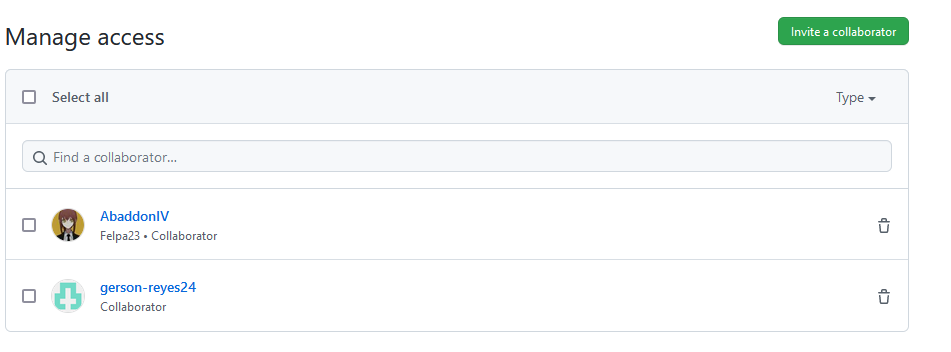 Manage access
Invite a collaborator
Select all
Type
Find a collaborator...
AbaddonIV
Felpa23 • Collaborator
gerson-reyes24
Collaborator